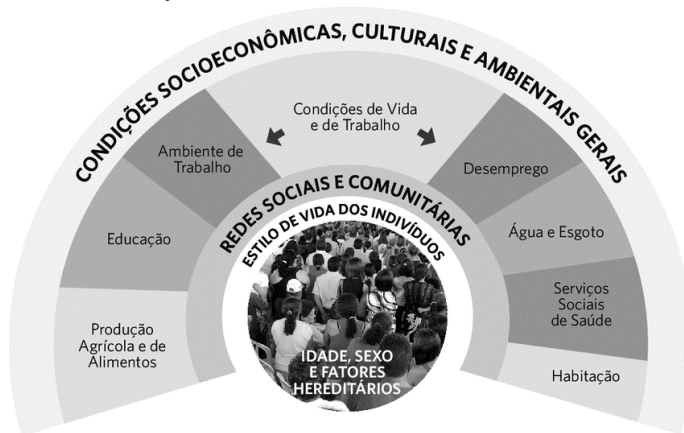 CONDIÇÕES SOCIOECONÔMICAS, CULTURAIS E AMBIENTAIS GERAIS
Condições de Vida
e de Trabalho
Ambiente de
Trabalho
Desemprego
REDES SOCIAIS E COMUNITÁRIAS
ESTILO DE VIDA DOS INDIVÍDUOS
Educação
Água e Esgoto
Serviços
Sociais
de Saúde
Produção
Agrícola e de
Alimentos
Habitação
IDADE, SEXO
E FATORES
HEREDITÁRIOS